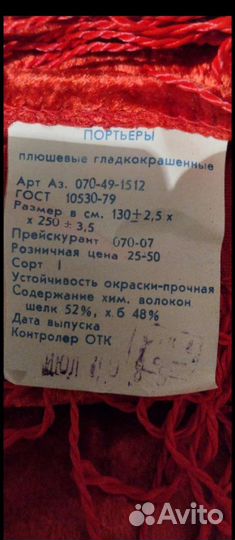 ПОРТЬЕРЫ
плюшевые гладкокрашенные
Арт Аз. 070-49-1512
ГОСТ 10530-79
Размер в см. 130±2,5 х
х 250±3,5
Прейскурант 070-07
Розничная цена 25-50
Сорт I
Устойчивость окраски-прочная
Содержание хим. волокон
шелк 52%, х.б 48%
Дата выпуска
Контролер ОТК
ИЮЛ
Avito